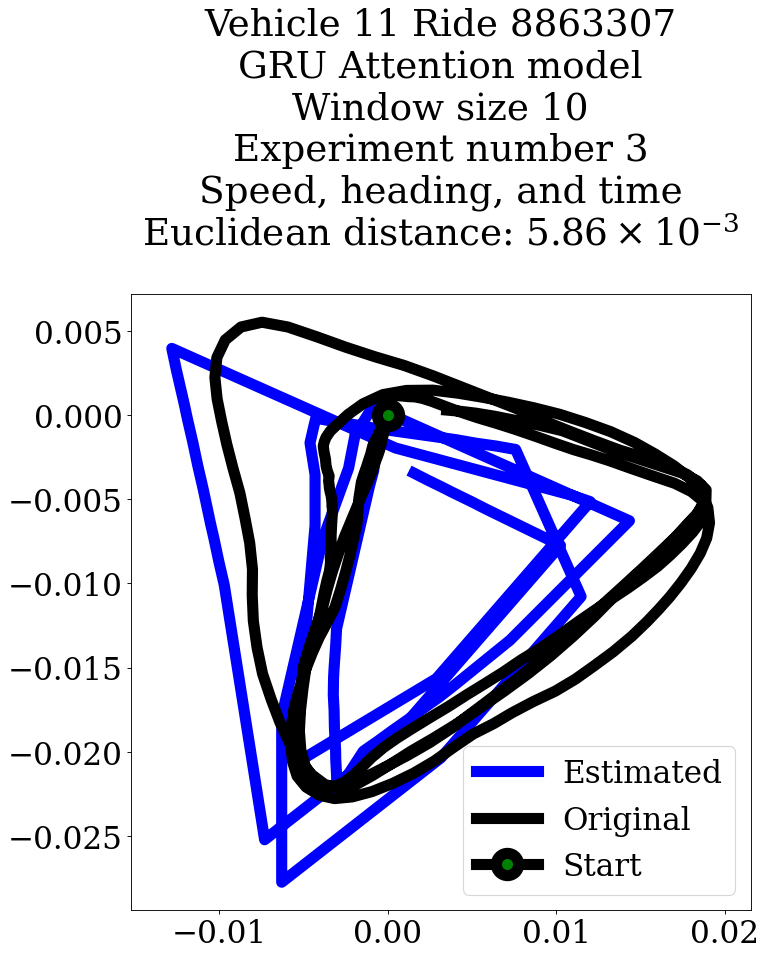 Vehicle 11 Ride 8863307
GRU Attention model
Window size 10
Experiment number 3
Speed, heading, and time
Euclidean distance: 5.86 × 10⁻³
0.005
0.000
−0.005
−0.010
−0.015
−0.020
−0.025
Estimated
Original
Start
−0.01 0.00 0.01 0.02